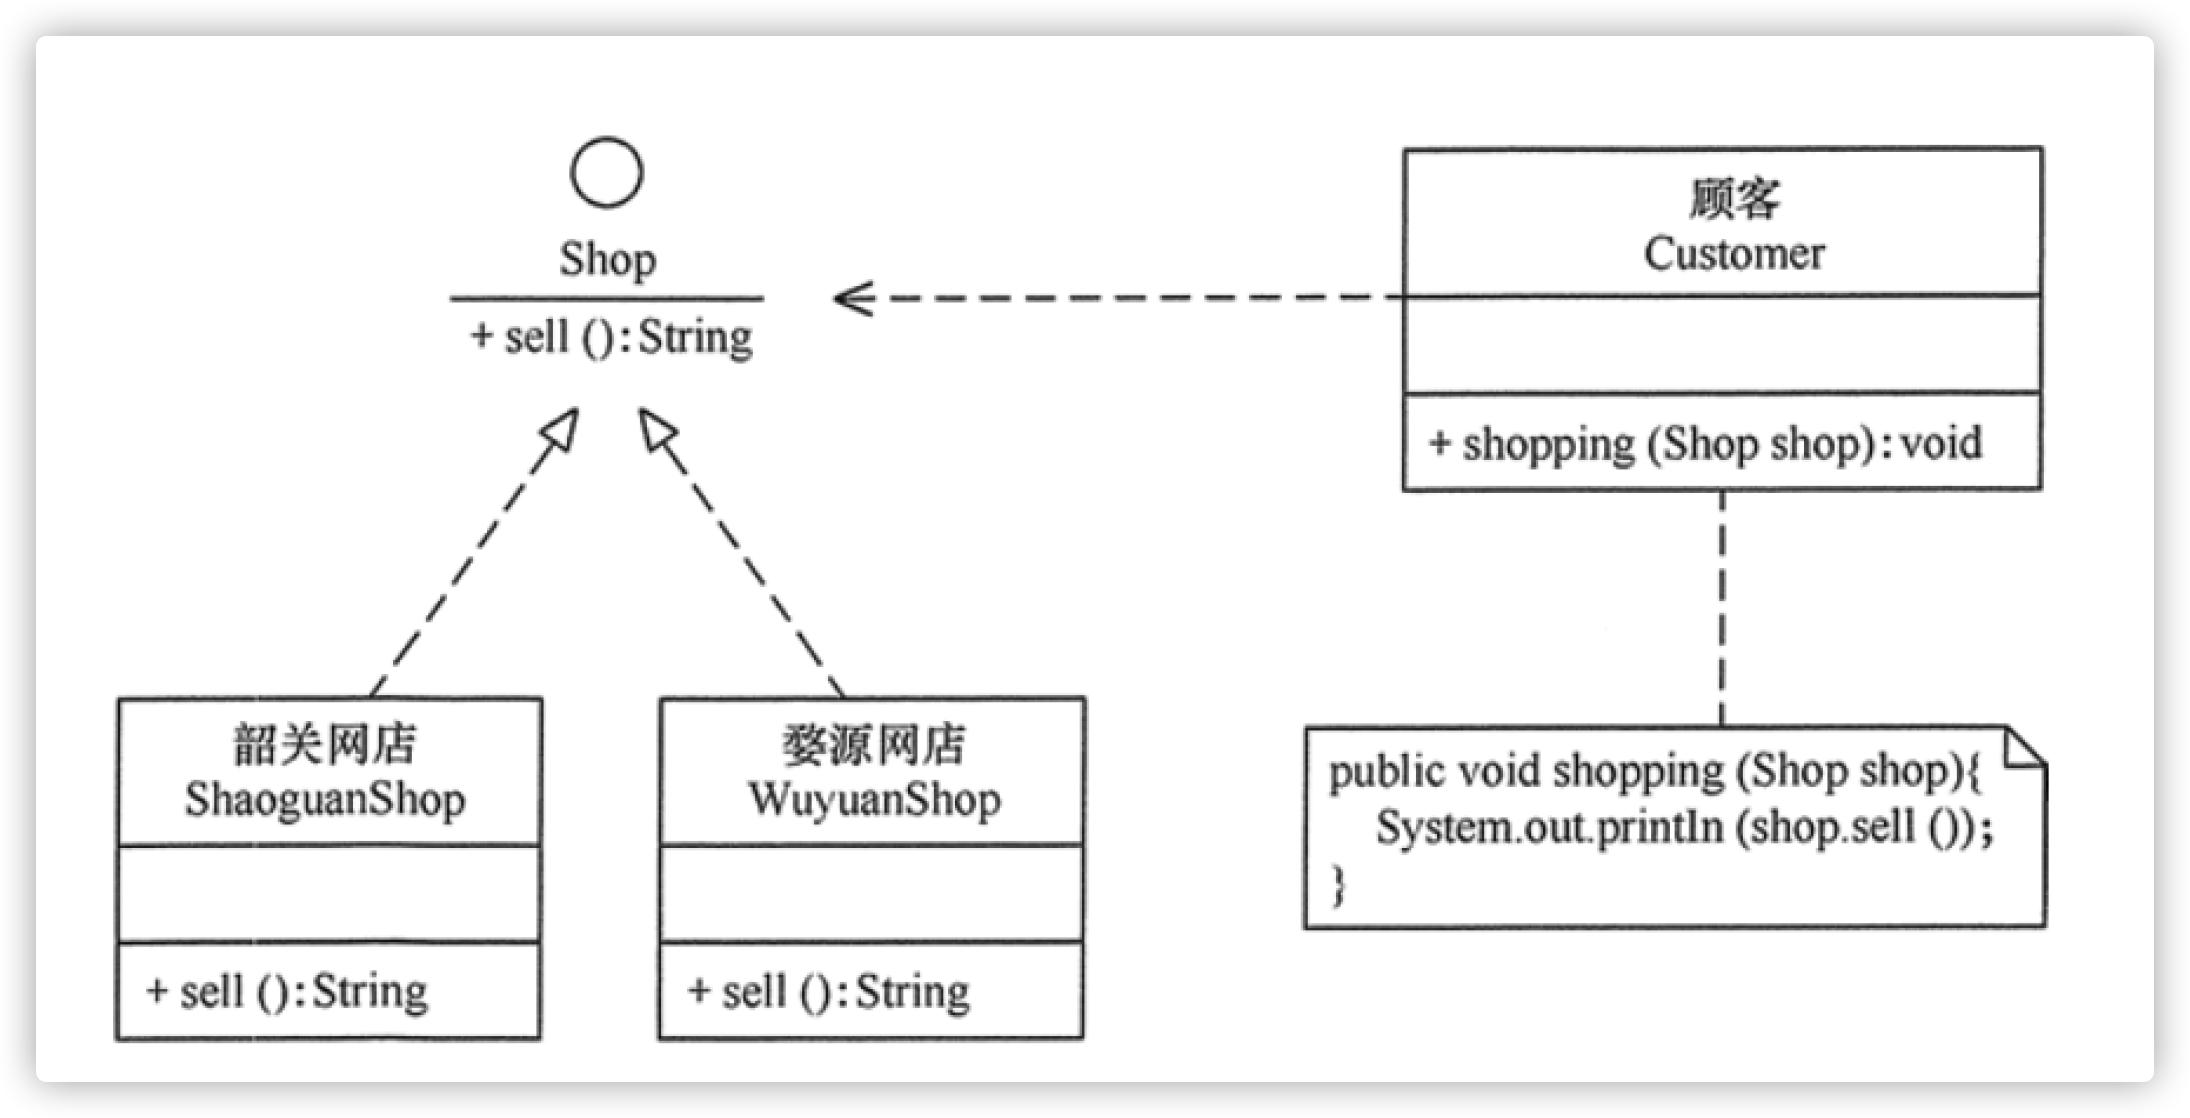 Shop
+ sell ():String
顾客
Customer
+ shopping (Shop shop):void
韶关网店
ShaoguanShop
+ sell ():String
婺源网店
WuyuanShop
+ sell ():String
public void shopping (Shop shop){
System.out.println (shop.sell ());
}